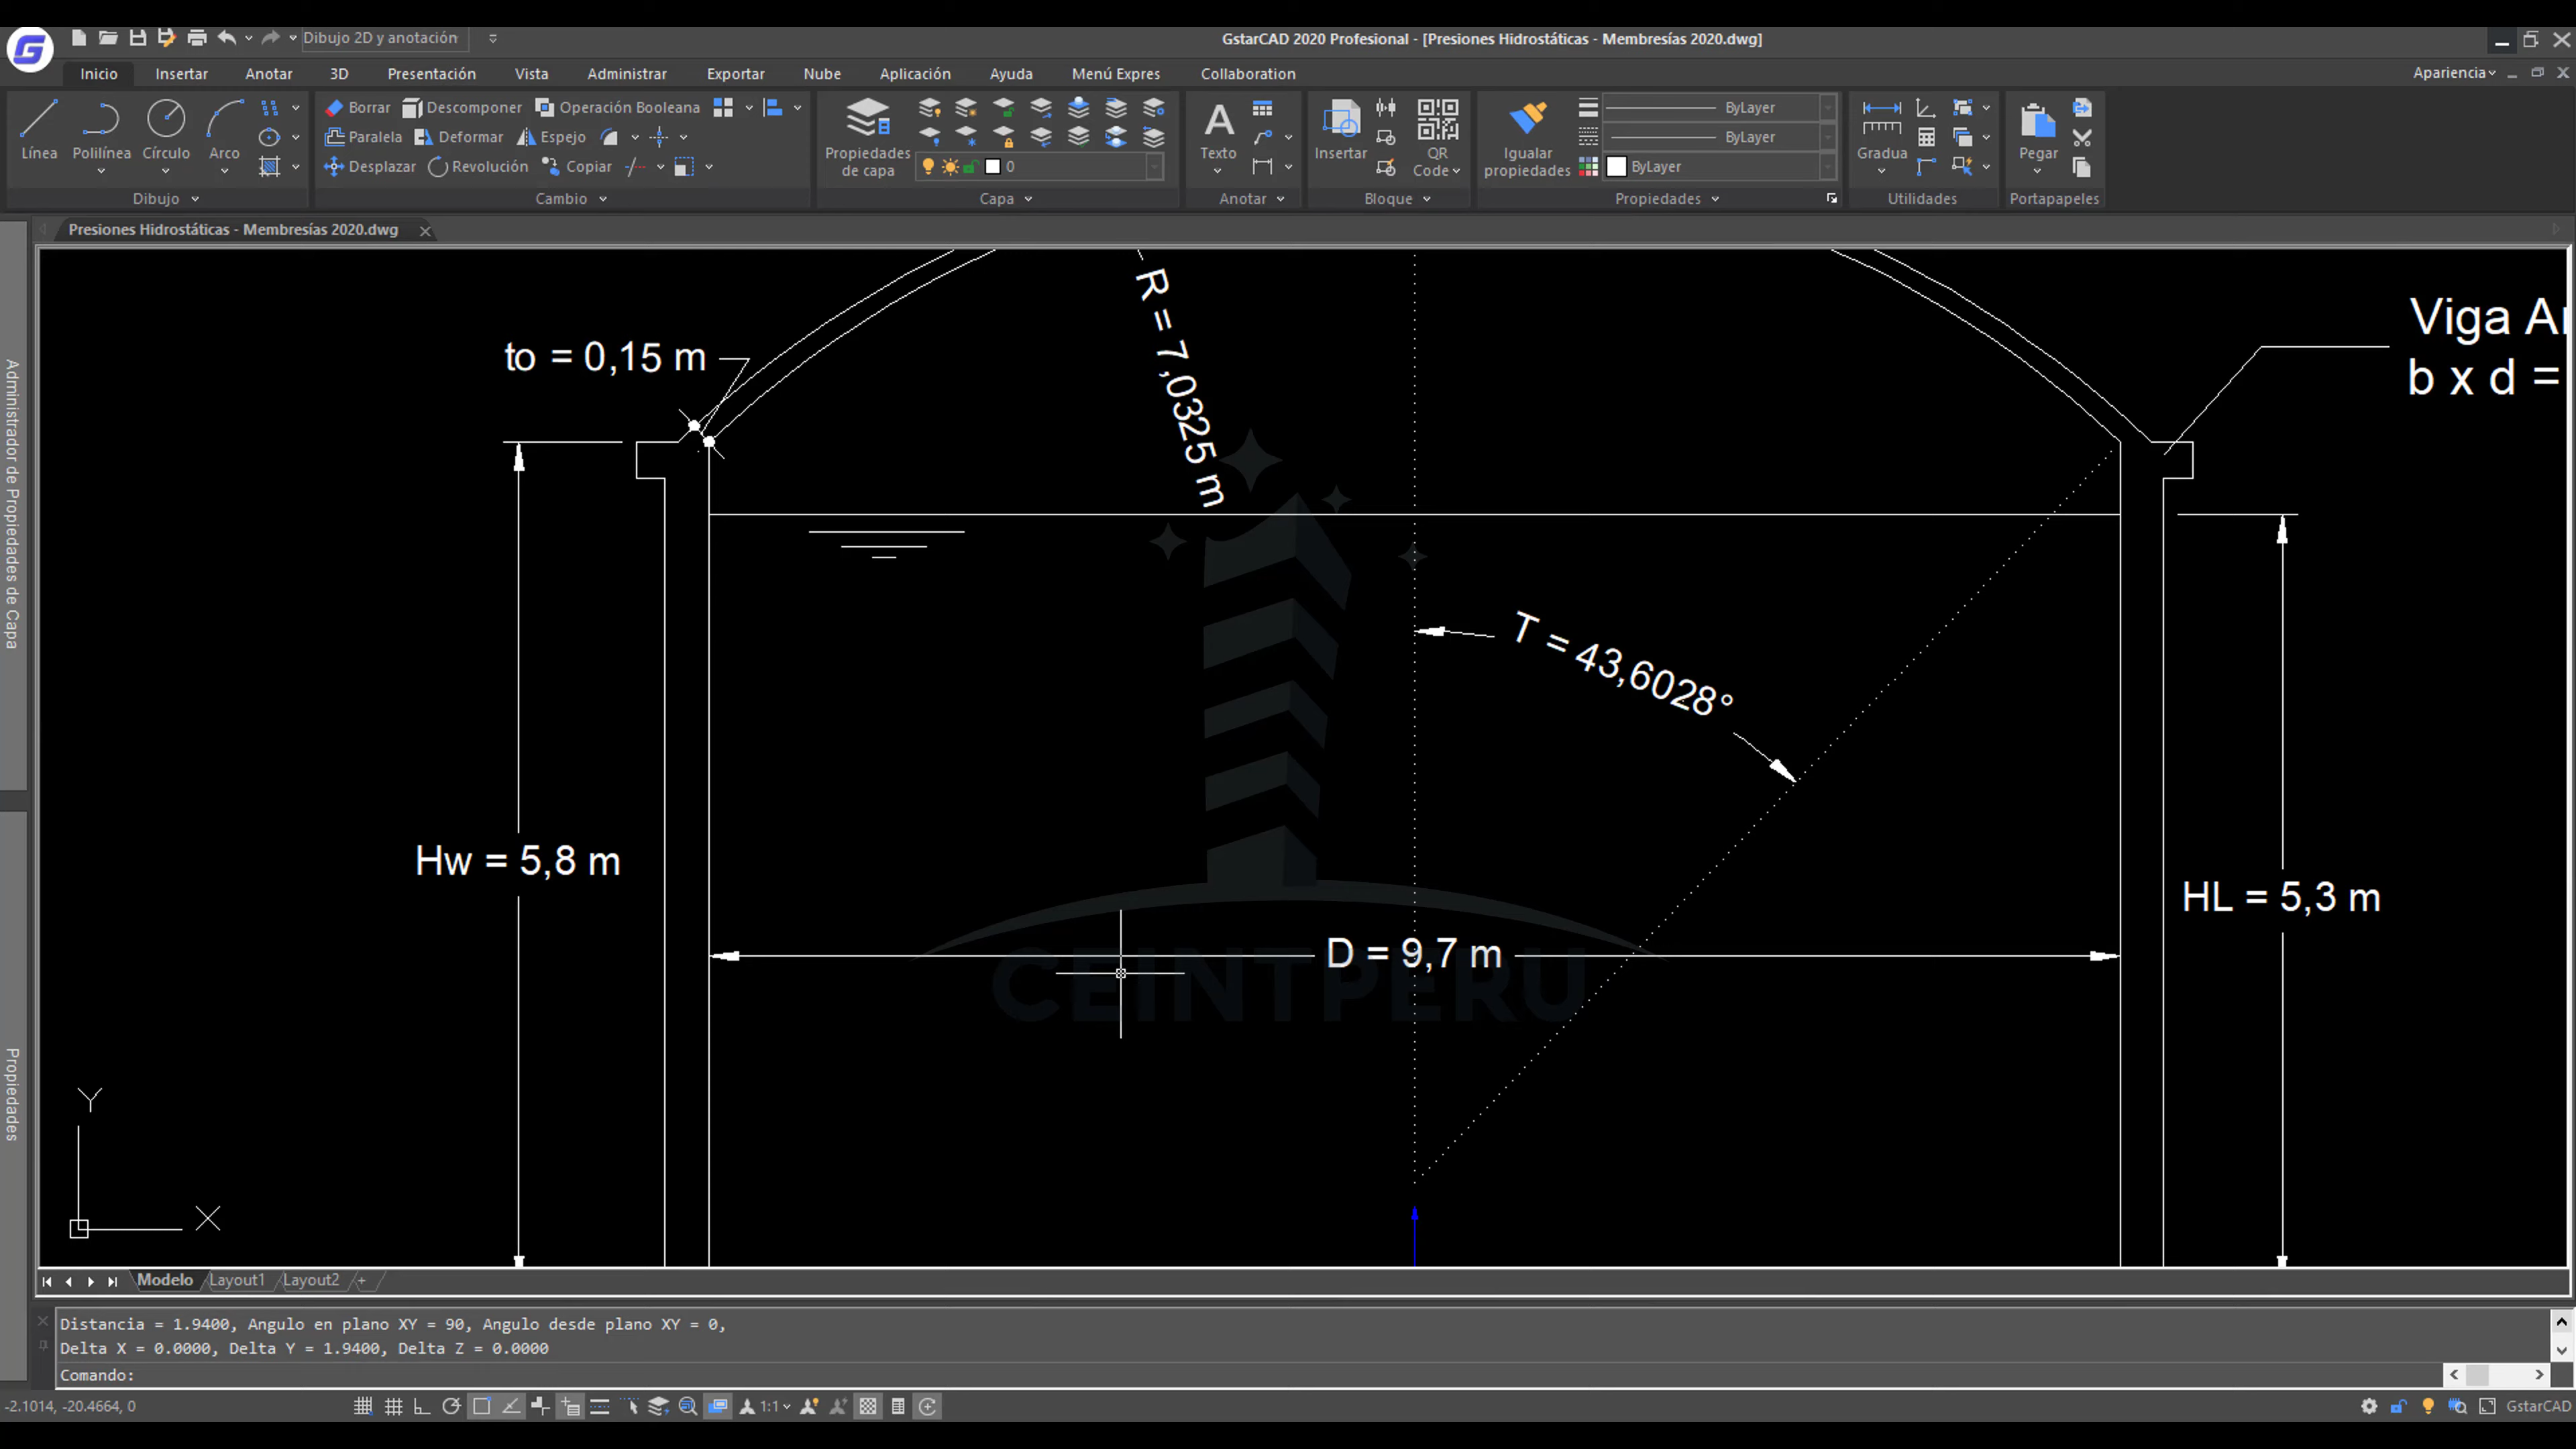 Dibujo 2D y anotación
GstarCAD 2020 Profesional - [Presiones Hidrostáticas - Membresías 2020.dwg]
Inicio Insertar Anotar 3D Presentación Vista Administrar Exportar Nube Aplicación Ayuda Menú Expres Collaboration Apariencia
Línea Polilínea Círculo Arco
Borrar Descomponer Operación Booleana
Paralela Deformar Espejo
Desplazar Revolución Copiar
Propiedades de capa
0
Texto
Insertar
QR Code
Igualar propiedades
ByLayer
ByLayer
ByLayer
Gradua
Pegar
Dibujo Cambio Capa Anotar Bloque Propiedades Utilidades Portapapeles
Presiones Hidrostáticas - Membresías 2020.dwg
Administrador de Propiedades de Capa
Propiedades
R = 7,0325 m
Viga
b x d =
to = 0,15 m
T = 43,6028°
Hw = 5,8 m
HL = 5,3 m
D = 9,7 m
CEINTPERU
Y
X
Modelo Layout1 Layout2 +
Distancia = 1.9400, Angulo en plano XY = 90, Angulo desde plano XY = 0,
Delta X = 0.0000, Delta Y = 1.9400, Delta Z = 0.0000
Comando:
-2.1014, -20.4664, 0
1:1
GstarCAD